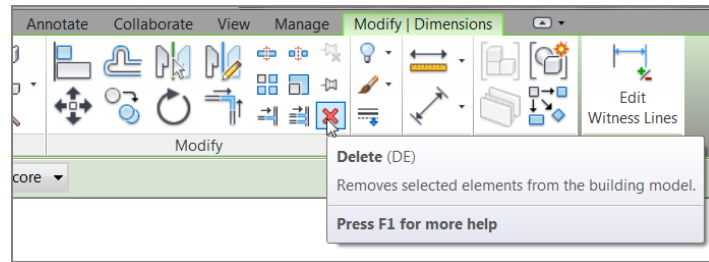 Annotate Collaborate View Manage Modify | Dimensions
Edit
Witness Lines
Modify
core
Delete (DE)
Removes selected elements from the building model.
Press F1 for more help